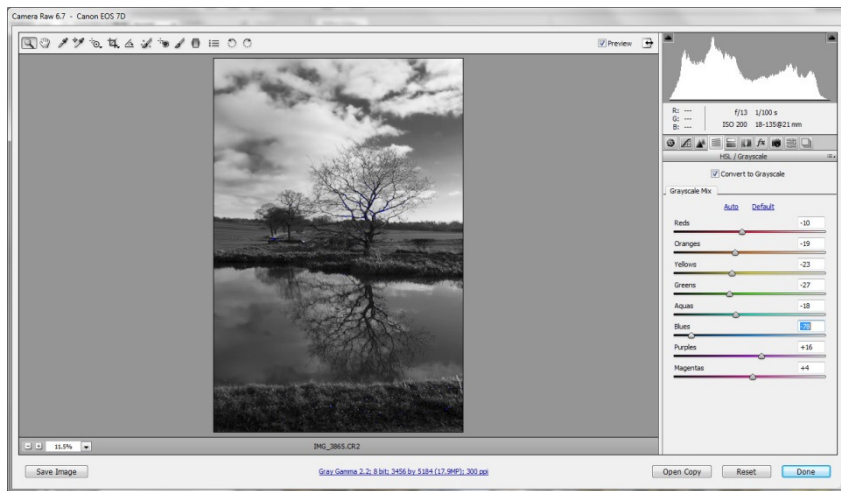 Camera Raw 6.7 - Canon EOS 7D
Preview
R: ---
G: ---
B: ---
f/13 1/100 s
ISO 200 18-135@21 mm
HSL / Grayscale
Convert to Grayscale
Grayscale Mix
Auto Default
Reds -10
Oranges -19
Yellows -23
Greens -27
Aquas -18
Blues
Purples +16
Magentas +4
11.5%
IMG_3865.CR2
Save Image
Gray Gamma 2.2; 8 bit; 3456 by 5184 (17.9MP); 300 ppi
Open Copy
Reset
Done